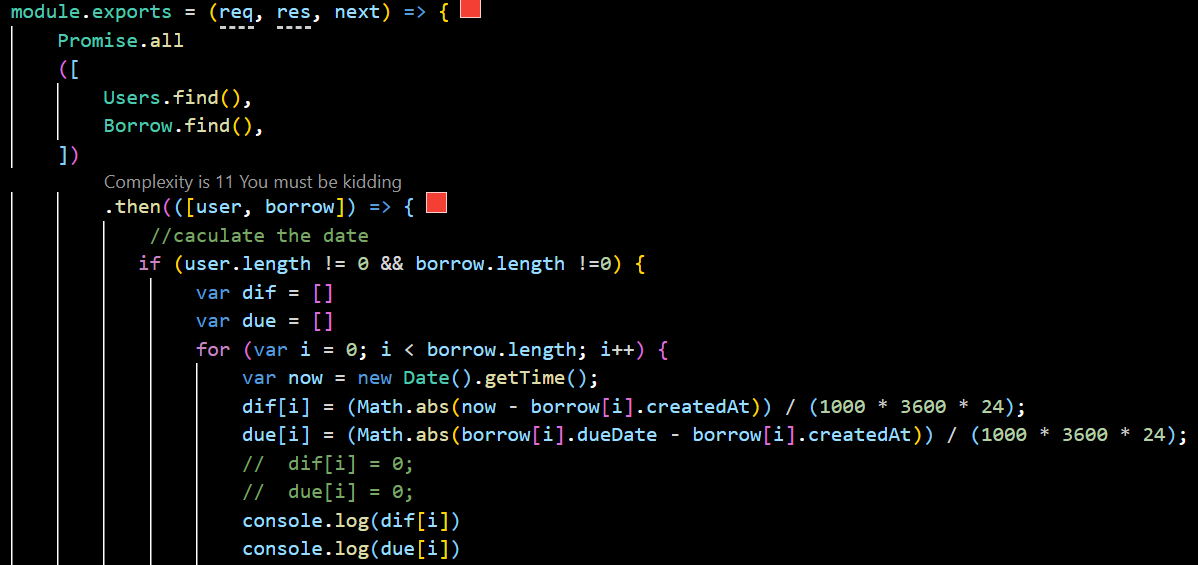 module.exports = (req, res, next) => {
Promise.all
([
Users.find(),
Borrow.find(),
])
Complexity is 11 You must be kidding
.then(([user, borrow]) => {
//caculate the date
if (user.length != 0 && borrow.length !=0) {
var dif = []
var due = []
for (var i = 0; i < borrow.length; i++) {
var now = new Date().getTime();
dif[i] = (Math.abs(now - borrow[i].createdAt)) / (1000 * 3600 * 24);
due[i] = (Math.abs(borrow[i].dueDate - borrow[i].createdAt)) / (1000 * 3600 * 24);
//  dif[i] = 0;
//  due[i] = 0;
console.log(dif[i])
console.log(due[i])